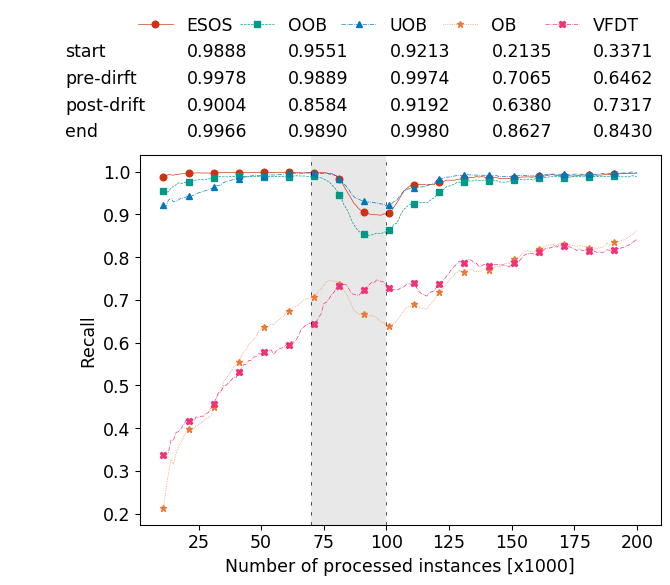 ESOS OOB UOB OB VFDT
start 0.9888 0.9551 0.9213 0.2135 0.3371
pre-dirft 0.9978 0.9889 0.9974 0.7065 0.6462
post-drift 0.9004 0.8584 0.9192 0.6380 0.7317
end 0.9966 0.9890 0.9980 0.8627 0.8430
1.0
0.9
0.8
0.7
0.6
0.5
0.4
0.3
0.2
Recall
25 50 75 100 125 150 175 200
Number of processed instances [x1000]